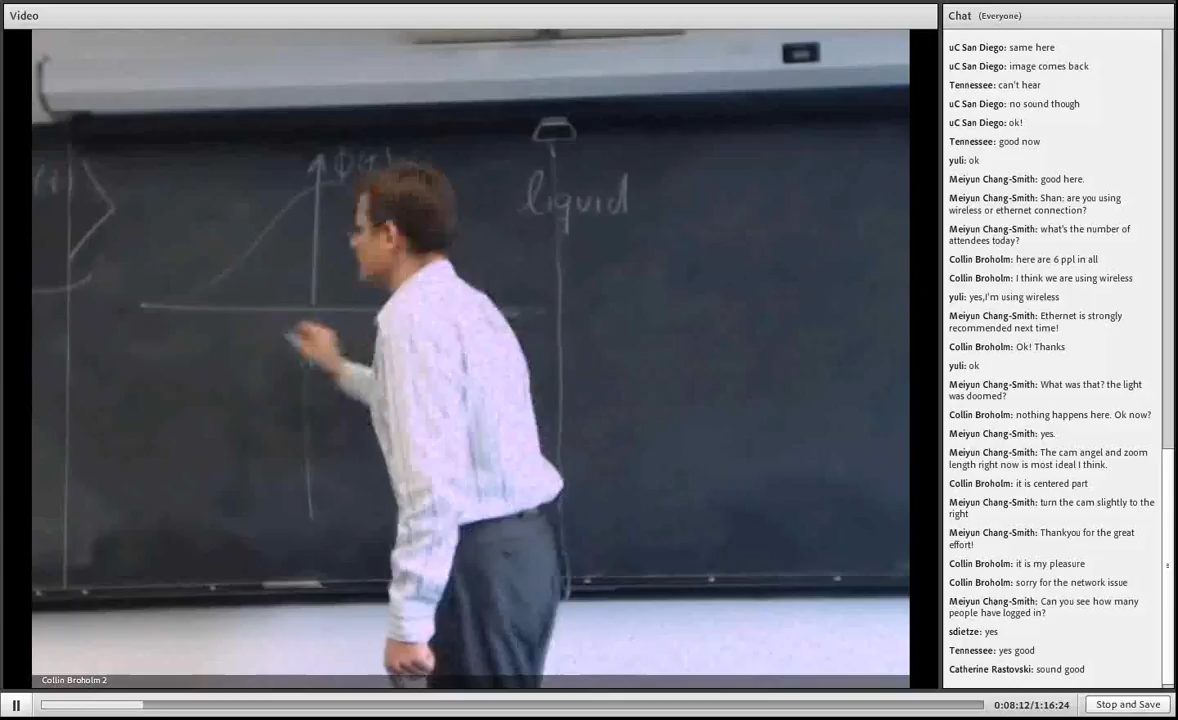 Video
(t)
Φ(t)
liquid
Collin Broholm 2
Chat (Everyone)
uC San Diego: same here
uC San Diego: image comes back
Tennessee: can't hear
uC San Diego: no sound though
uC San Diego: ok!
Tennessee: good now
yuli: ok
Meiyun Chang-Smith: good here.
Meiyun Chang-Smith: Shan: are you using
wireless or ethernet connection?
Meiyun Chang-Smith: what's the number of
attendees today?
Collin Broholm: here are 6 ppl in all
Collin Broholm: I think we are using wireless
yuli: yes,I'm using wireless
Meiyun Chang-Smith: Ethernet is strongly
recommended next time!
Collin Broholm: Ok! Thanks
yuli: ok
Meiyun Chang-Smith: What was that? the light
was doomed?
Collin Broholm: nothing happens here. Ok now?
Meiyun Chang-Smith: yes.
Meiyun Chang-Smith: The cam angel and zoom
length right now is most ideal I think.
Collin Broholm: it is centered part
Meiyun Chang-Smith: turn the cam slightly to the
right
Meiyun Chang-Smith: Thankyou for the great
effort!
Collin Broholm: it is my pleasure
Collin Broholm: sorry for the network issue
Meiyun Chang-Smith: Can you see how many
people have logged in?
sdietze: yes
Tennessee: yes good
Catherine Rastovski: sound good
0:08:12/1:16:24
Stop and Save